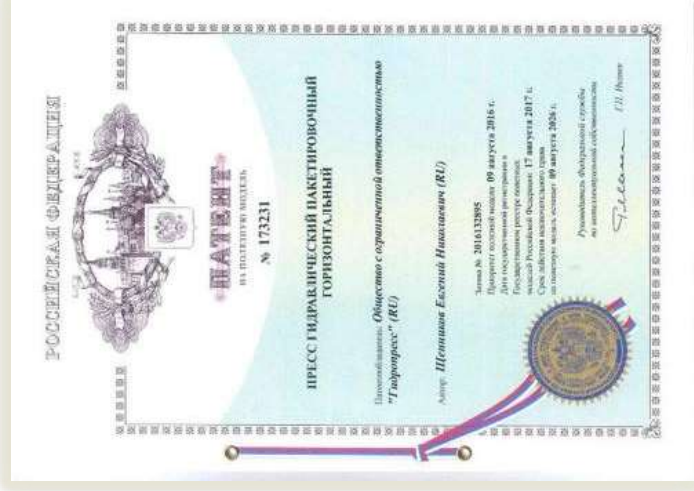 РОССИЙСКАЯ ФЕДЕРАЦИЯ
ПАТЕНТ
НА ПОЛЕЗНУЮ МОДЕЛЬ
№ 173231
ПРЕСС ГИДРАВЛИЧЕСКИЙ ПАКЕТИРОВОЧНЫЙ
ГОРИЗОНТАЛЬНЫЙ
Патентообладатель: Общество с ограниченной ответственностью
"Гидропресс" (RU)
Автор: Щенников Евгений Николаевич (RU)
Заявка № 2016132895
Приоритет полезной модели 09 августа 2016 г.
Дата государственной регистрации в
Государственном реестре полезных
моделей Российской Федерации 17 августа 2017 г.
Срок действия исключительного права
на полезную модель истекает 09 августа 2026 г.
Руководитель Федеральной службы
по интеллектуальной собственности
Г.П. Ивлиев